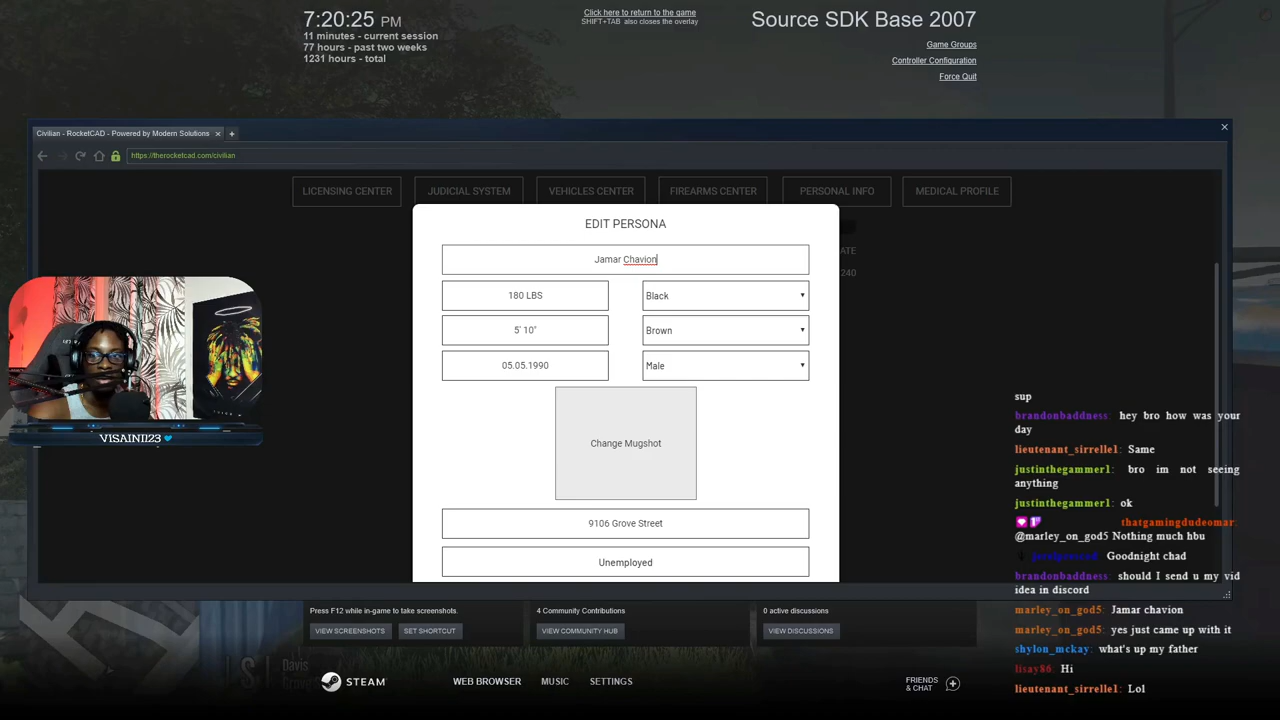 7:20:25 PM
11 minutes - current session
77 hours - past two weeks
1231 hours - total
Click here to return to the game
SHIFT+TAB also closes the overlay
Source SDK Base 2007
Game Groups
Controller Configuration
Force Quit
Civilian - RocketCAD - Powered by Modern Solutions
https://therocketcad.com/civilian
LICENSING CENTER
JUDICIAL SYSTEM
VEHICLES CENTER
FIREARMS CENTER
PERSONAL INFO
MEDICAL PROFILE
EDIT PERSONA
Jamar Chavion
180 LBS
Black
5' 10"
Brown
05.05.1990
Male
Change Mugshot
9106 Grove Street
Unemployed
ATE
240
VISAINI123
sup
brandonbaddness: hey bro how was your
day
lieutenant_sirrelle1: Same
justinthegammer1: bro im not seeing
anything
justinthegammer1: ok
thatgamingdudeomar:
@marley_on_god5 Nothing much hbu
Goodnight chad
brandonbaddness: should I send u my vid
idea in discord
marley_on_god5: Jamar chavion
marley_on_god5: yes just came up with it
shylon_mckay: what's up my father
lisay86: Hi
lieutenant_sirrelle1: Lol
Press F12 while in-game to take screenshots.
VIEW SCREENSHOTS
SET SHORTCUT
4 Community Contributions
VIEW COMMUNITY HUB
0 active discussions
VIEW DISCUSSIONS
S
Davis
STEAM
WEB BROWSER
MUSIC
SETTINGS
FRIENDS
& CHAT